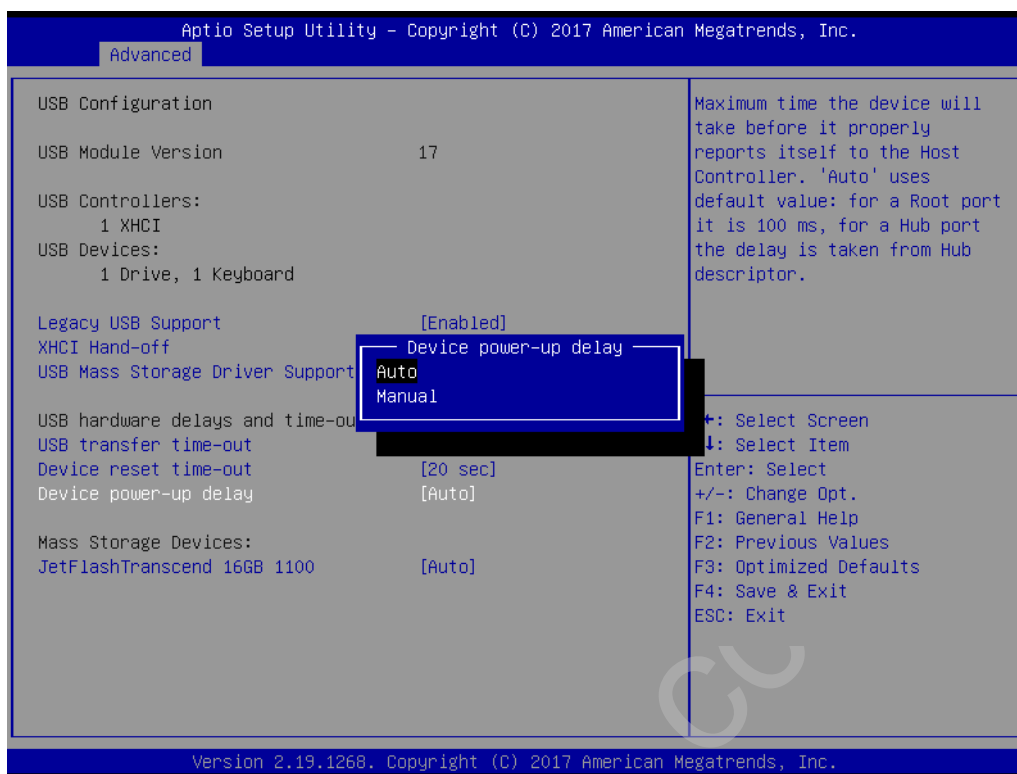 Aptio Setup Utility – Copyright (C) 2017 American Megatrends, Inc.
Advanced
USB Configuration
USB Module Version 17
USB Controllers:
1 XHCI
USB Devices:
1 Drive, 1 Keyboard
Legacy USB Support [Enabled]
XHCI Hand-off
USB Mass Storage Driver Support
USB hardware delays and time-ou
USB transfer time-out
Device reset time-out [20 sec]
Device power-up delay [Auto]
Mass Storage Devices:
JetFlashTranscend 16GB 1100 [Auto]
Device power-up delay
Auto
Manual
Maximum time the device will
take before it properly
reports itself to the Host
Controller. 'Auto' uses
default value: for a Root port
it is 100 ms, for a Hub port
the delay is taken from Hub
descriptor.
: Select Screen
↓: Select Item
Enter: Select
+/-: Change Opt.
F1: General Help
F2: Previous Values
F3: Optimized Defaults
F4: Save & Exit
ESC: Exit
Version 2.19.1268. Copyright (C) 2017 American Megatrends, Inc.